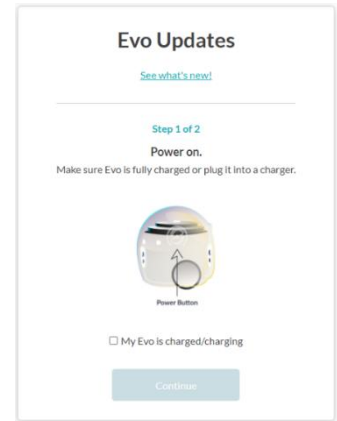 Evo Updates
See what's new!
Step 1 of 2
Power on.
Make sure Evo is fully charged or plug it into a charger.
Power Button
My Evo is charged/charging
Continue